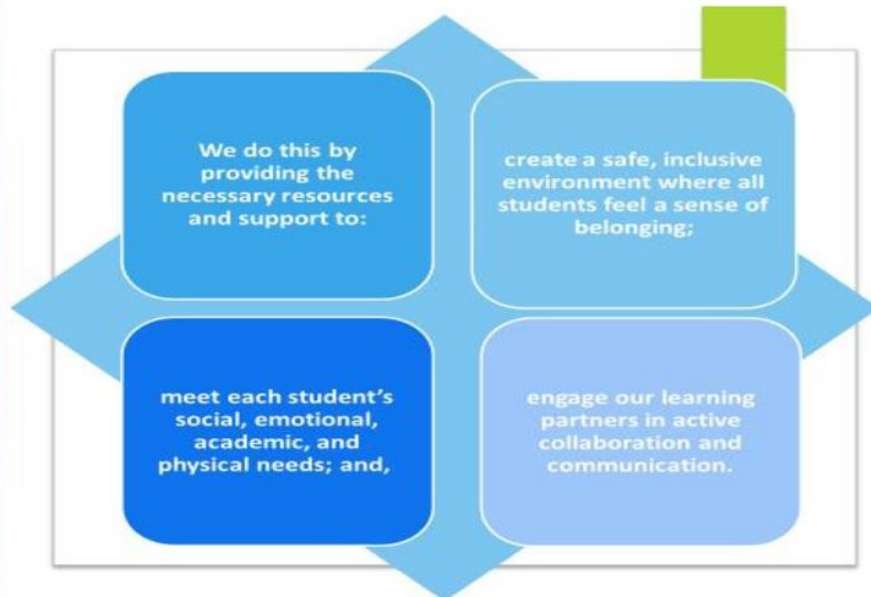 We do this by
providing the
necessary resources
and support to:
create a safe, inclusive
environment where all
students feel a sense of
belonging;
meet each student’s
social, emotional,
academic, and
physical needs; and,
engage our learning
partners in active
collaboration and
communication.